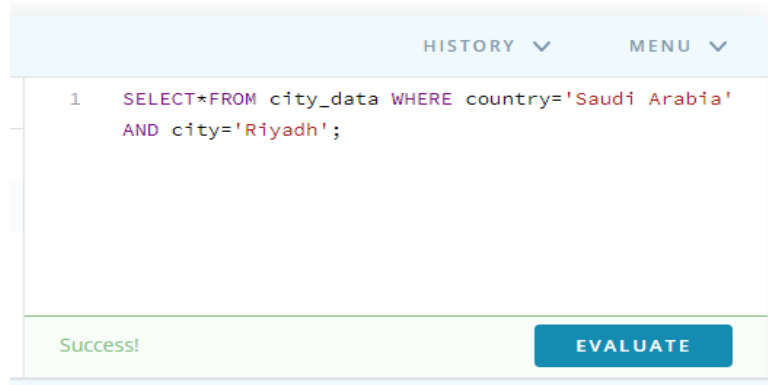 HISTORY MENU
1 SELECT*FROM city_data WHERE country='Saudi Arabia'
AND city='Riyadh';
Success! EVALUATE